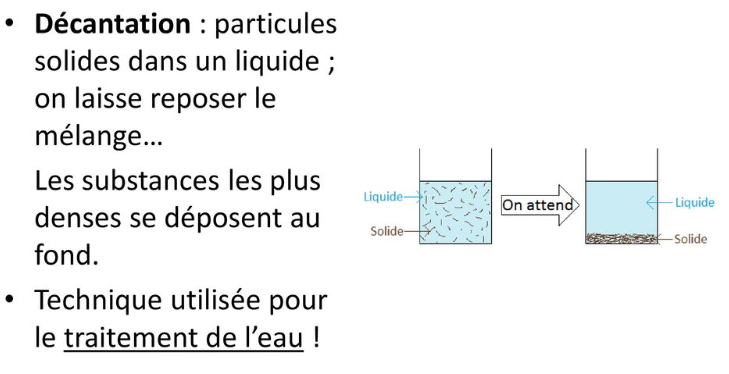 • Décantation : particules
solides dans un liquide ;
on laisse reposer le
mélange…
Les substances les plus
denses se déposent au
fond.
• Technique utilisée pour
le traitement de l’eau !
Liquide
Solide
On attend
Liquide
Solide